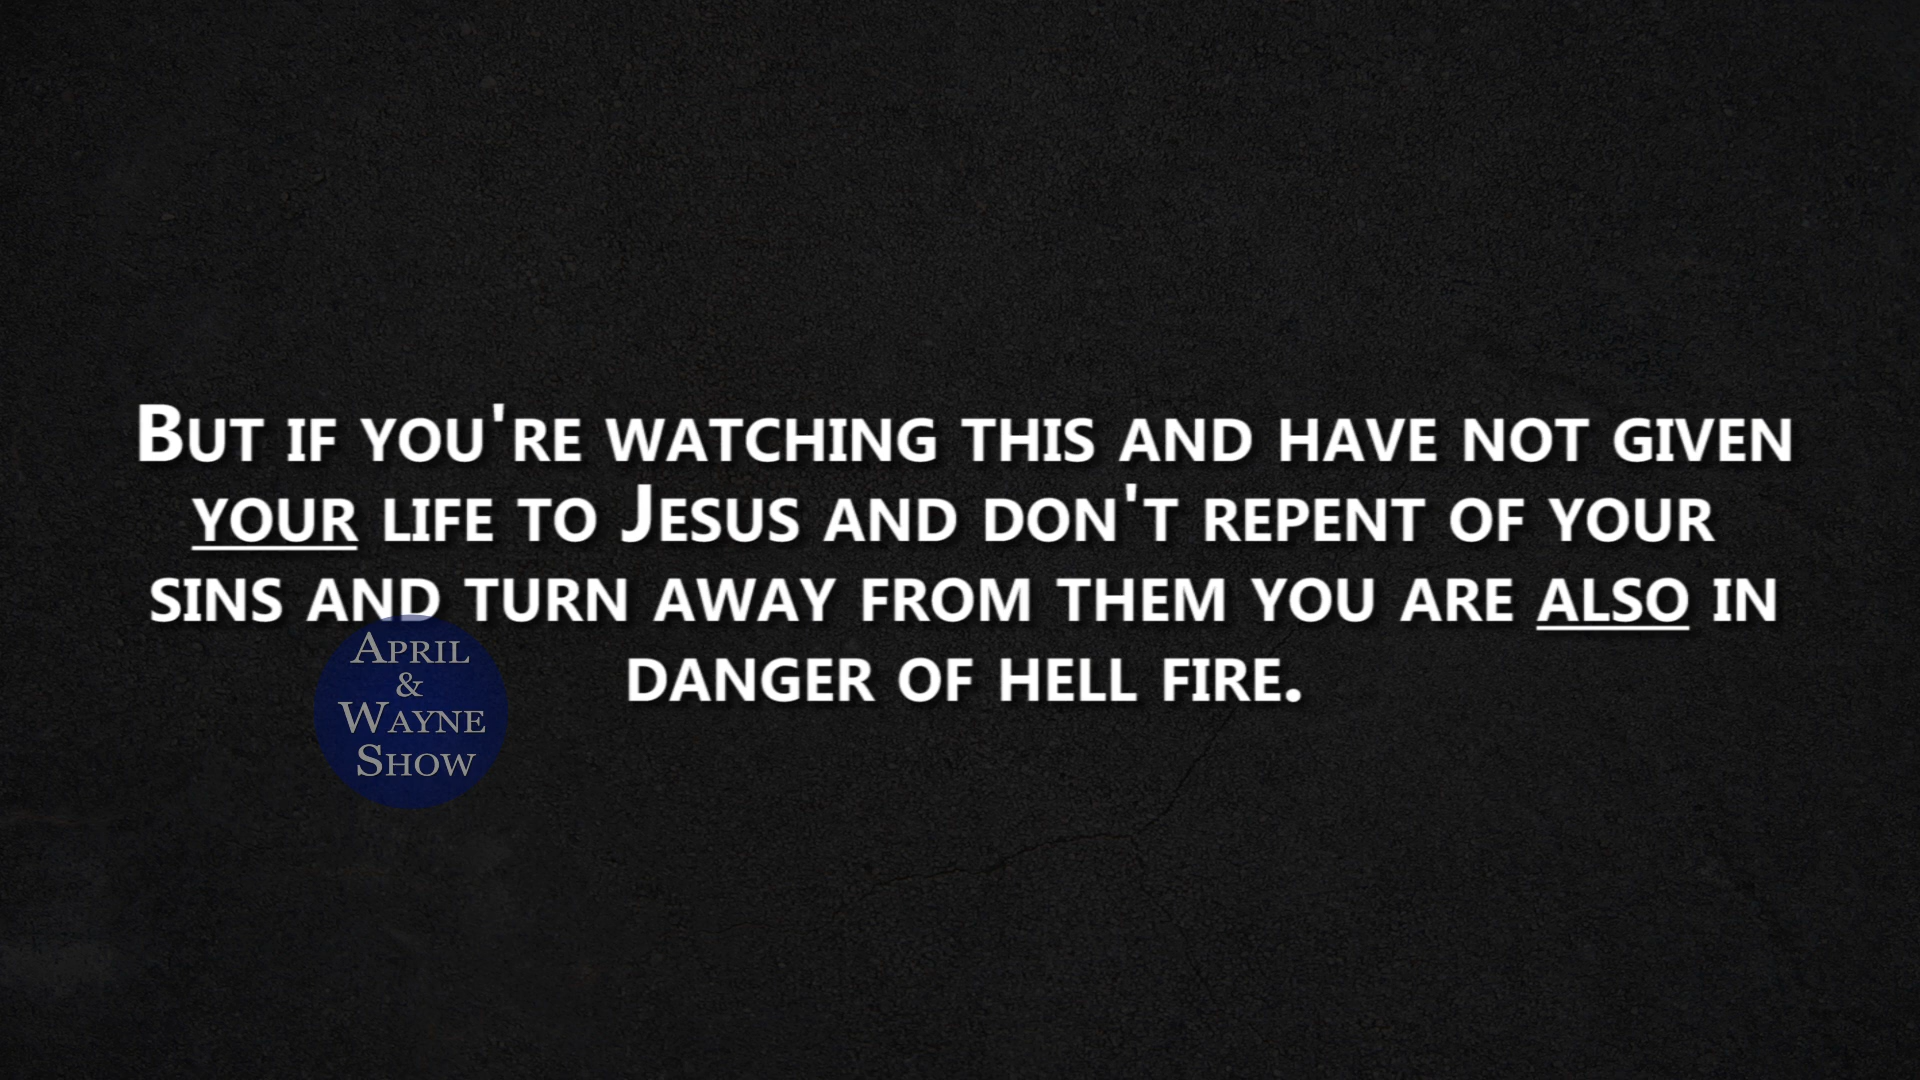 But if you're watching this and have not given
your life to Jesus and don't repent of your
sins and turn away from them you are also in
danger of hell fire.
April
&
Wayne
Show